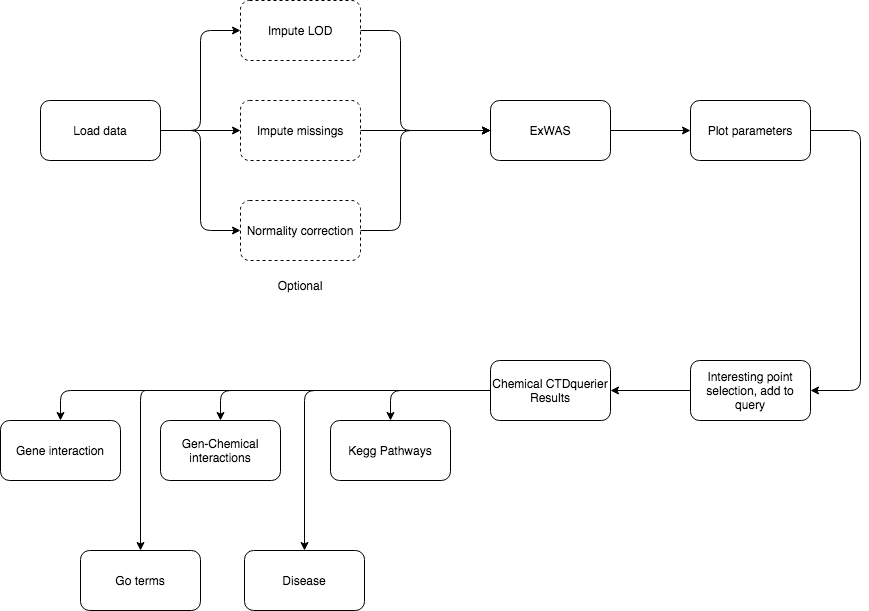 Impute LOD
Load data
Impute missings
ExWAS
Plot parameters
Normality correction
Optional
Interesting point
selection, add to
query
Chemical CTDquerier
Results
Gene interaction
Gen-Chemical
interactions
Kegg Pathways
Go terms
Disease